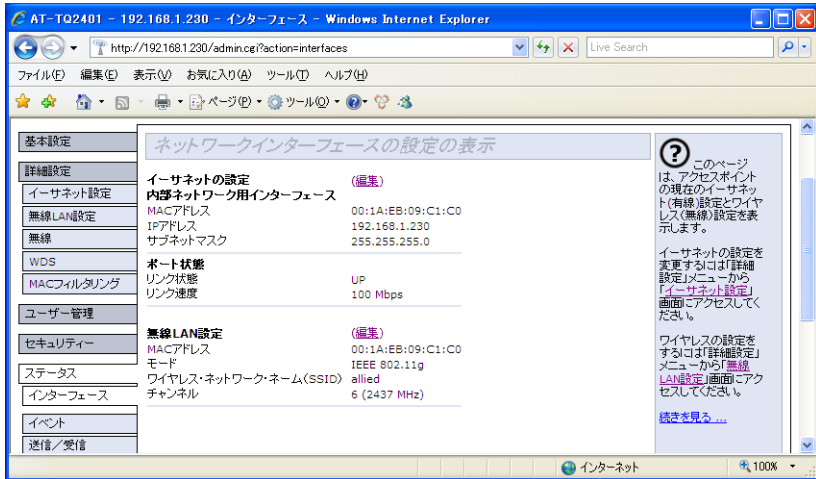 AT-TQ2401 - 192.168.1.230 - インターフェース - Windows Internet Explorer
http://192.168.1.230/admin.cgi?action=interfaces
Live Search
ファイル(F) 編集(E) 表示(V) お気に入り(A) ツール(T) ヘルプ(H)
ページ(P) ツール(O)
基本設定
詳細設定
イーサネット設定
無線LAN設定
無線
WDS
MACフィルタリング
ユーザー管理
セキュリティー
ステータス
インターフェース
イベント
送信/受信
ネットワークインターフェースの設定の表示
イーサネットの設定 (編集)
内部ネットワーク用インターフェース
MACアドレス 00:1A:EB:09:C1:C0
IPアドレス 192.168.1.230
サブネットマスク 255.255.255.0
ポート状態
リンク状態 UP
リンク速度 100 Mbps
無線LAN設定 (編集)
MACアドレス 00:1A:EB:09:C1:C0
モード IEEE 802.11g
ワイヤレス・ネットワーク・ネーム(SSID) allied
チャンネル 6 (2437 MHz)
? このページ
は、アクセスポイント
の現在のイーサネッ
ト(有線)設定とワイヤ
レス(無線)設定を表
示します。
イーサネットの設定を
変更するには「詳細
設定」メニューから
「イーサネット設定」
画面にアクセスしてく
ださい。
ワイヤレスの設定を
するには「詳細設定」
メニューから「無線
LAN設定」画面にアク
セスしてください。
続きを見る ...
インターネット
100%